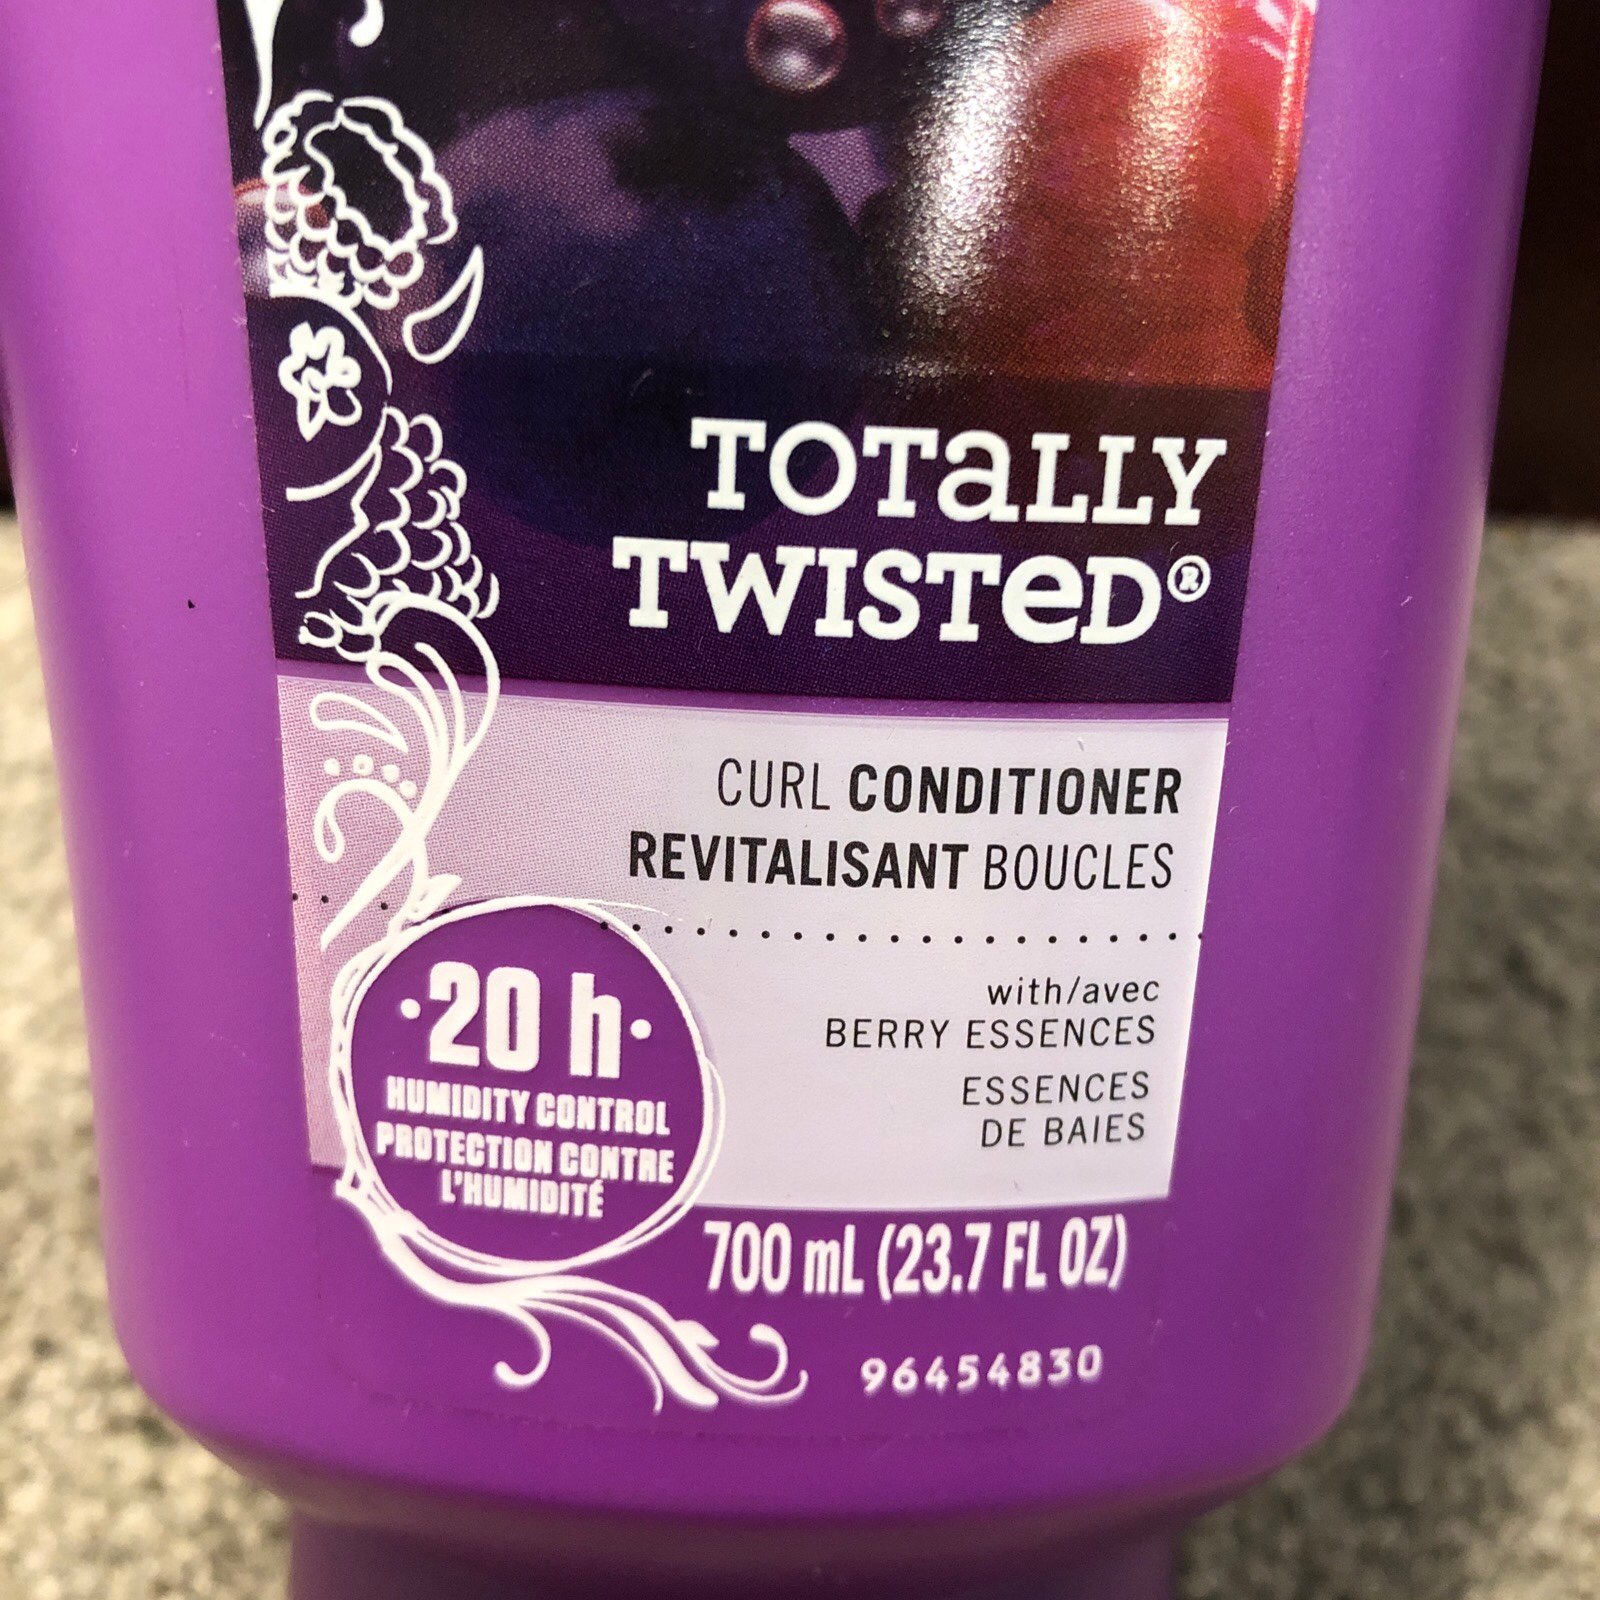 TOTaLLY
TWISTeD®
CURL CONDITIONER
REVITALISANT BOUCLES
with/avec
BERRY ESSENCES
ESSENCES
DE BAIES
·20 h·
HUMIDITY CONTROL
PROTECTION CONTRE
L'HUMIDITÉ
700 mL (23.7 FL OZ)
96454830